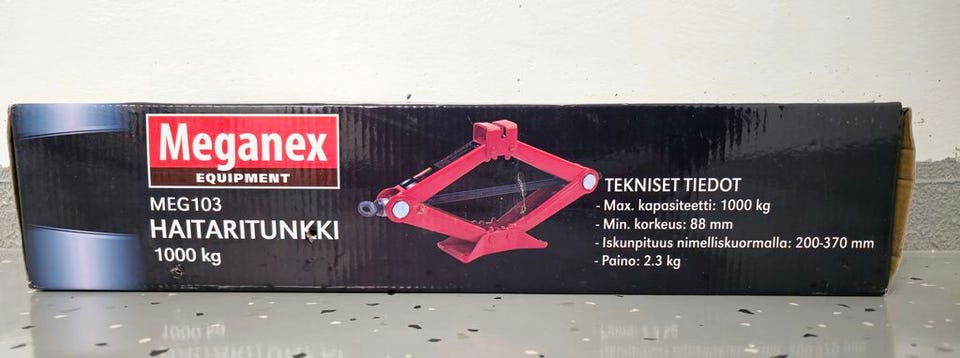 Meganex
EQUIPMENT
MEG103
HAITARITUNKKI
1000 kg
TEKNISET TIEDOT
- Max. kapasiteetti: 1000 kg
- Min. korkeus: 88 mm
- Iskunpituus nimelliskuormalla: 200-370 mm
- Paino: 2.3 kg